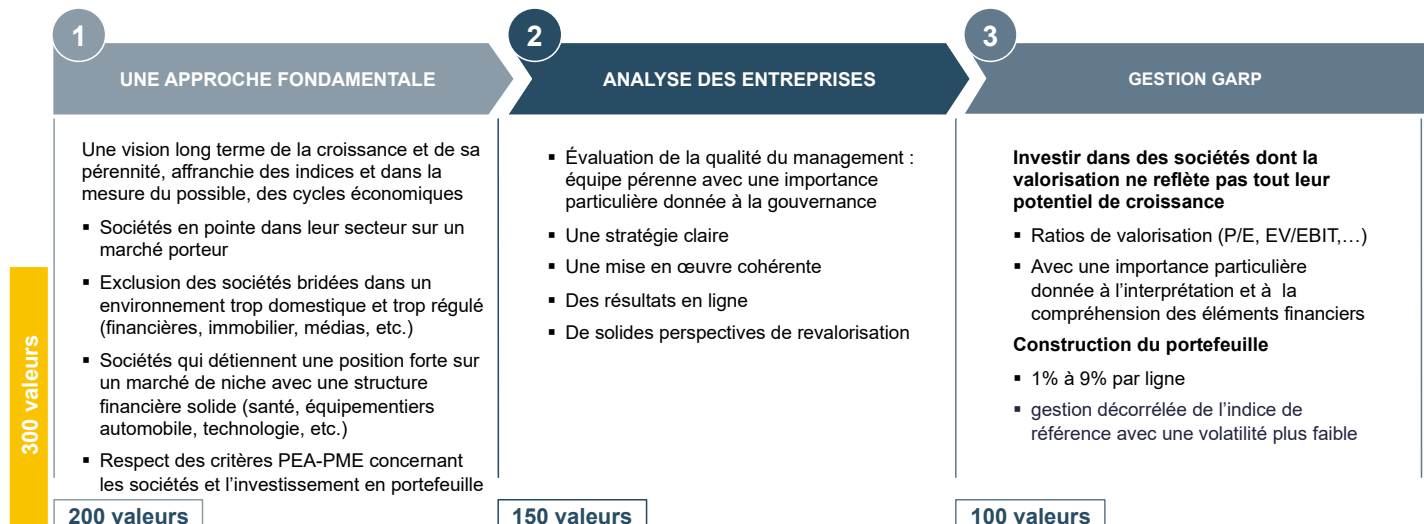 1
UNE APPROCHE FONDAMENTALE
2
ANALYSE DES ENTREPRISES
3
GESTION GARP
300 valeurs
Une vision long terme de la croissance et de sa
pérennité, affranchie des indices et dans la
mesure du possible, des cycles économiques
▪ Sociétés en pointe dans leur secteur sur un
marché porteur
▪ Exclusion des sociétés bridées dans un
environnement trop domestique et trop régulé
(financières, immobilier, médias, etc.)
▪ Sociétés qui détiennent une position forte sur
un marché de niche avec une structure
financière solide (santé, équipementiers
automobile, technologie, etc.)
▪ Respect des critères PEA-PME concernant
les sociétés et l’investissement en portefeuille
200 valeurs
▪ Évaluation de la qualité du management :
équipe pérenne avec une importance
particulière donnée à la gouvernance
▪ Une stratégie claire
▪ Une mise en œuvre cohérente
▪ Des résultats en ligne
▪ De solides perspectives de revalorisation
150 valeurs
Investir dans des sociétés dont la
valorisation ne reflète pas tout leur
potentiel de croissance
▪ Ratios de valorisation (P/E, EV/EBIT,…)
▪ Avec une importance particulière
donnée à l’interprétation et à la
compréhension des éléments financiers
Construction du portefeuille
▪ 1% à 9% par ligne
▪ gestion décorrélée de l’indice de
référence avec une volatilité plus faible
100 valeurs